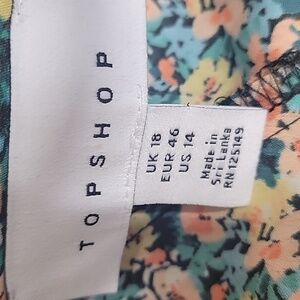 TOPSHOP
UK 18
EUR 46
US 14
Made in
Sri Lanka
RN 125149